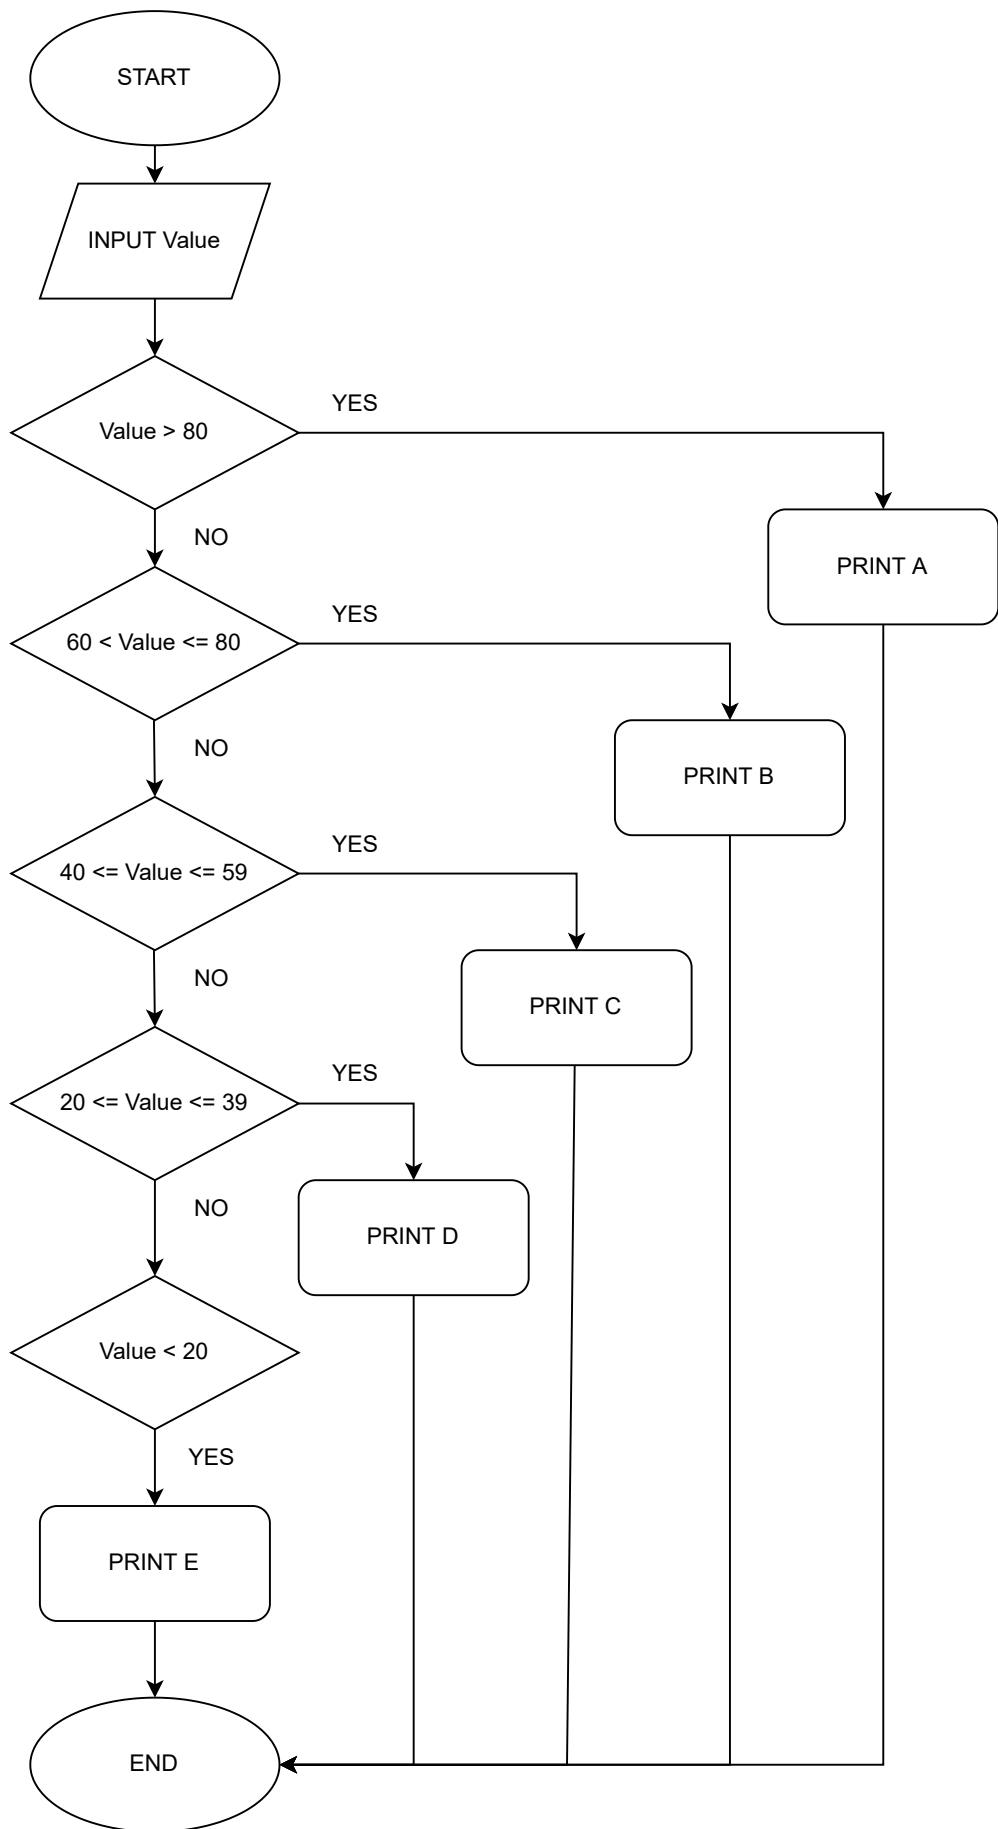 START
INPUT Value
YES
Value > 80
NO
PRINT A
YES
60 < Value <= 80
NO
PRINT B
YES
40 <= Value <= 59
NO
PRINT C
YES
20 <= Value <= 39
NO
PRINT D
Value < 20
YES
PRINT E
END